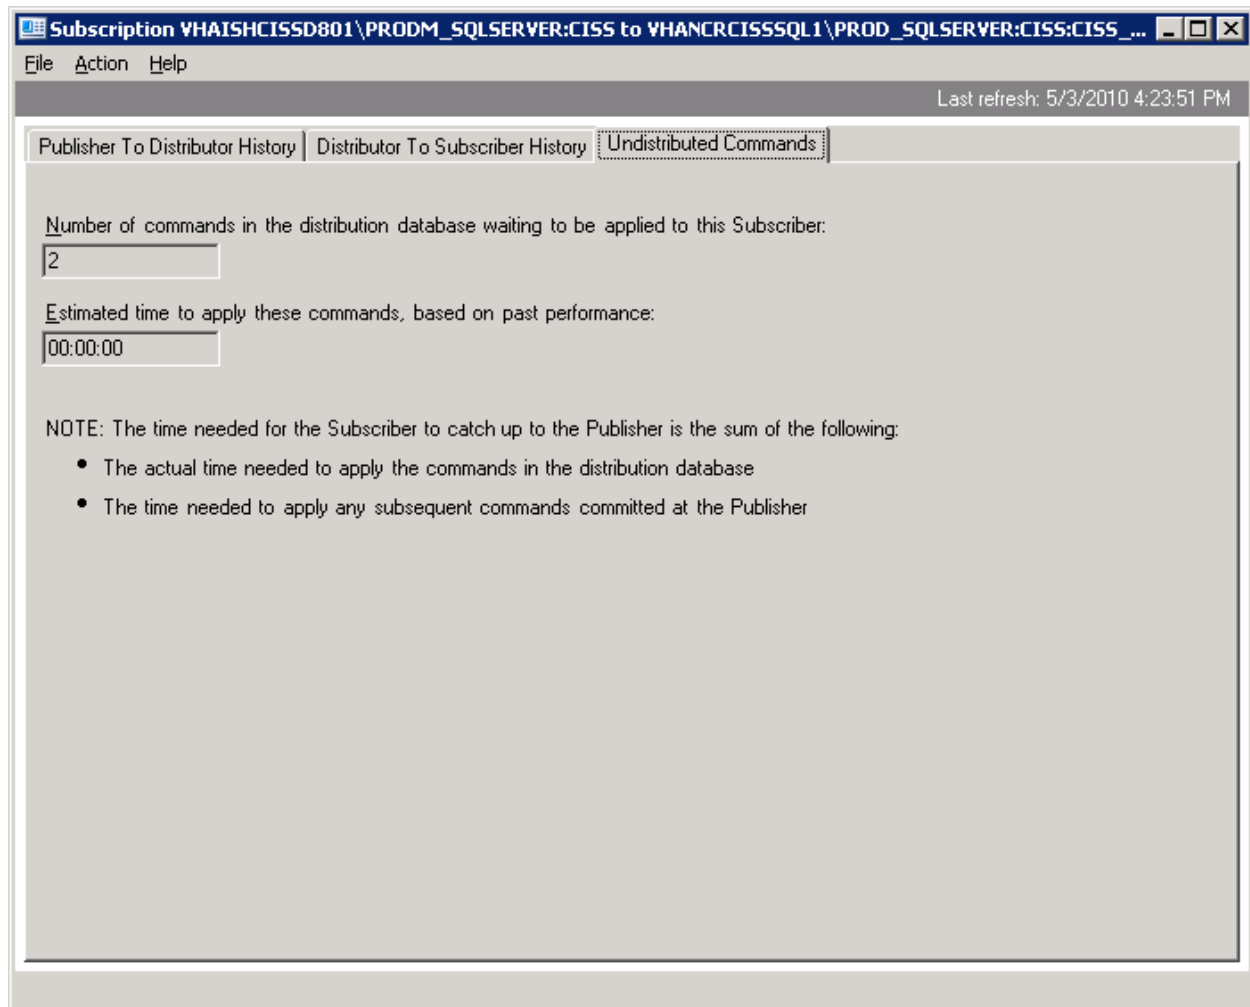 Subscription VHAISHCISSD801\PRODM_SQLSERVER:CISS to VHANCRCISSSQL1\PROD_SQLSERVER:CISS:CISS_...
File Action Help
Last refresh: 5/3/2010 4:23:51 PM
Publisher To Distributor History Distributor To Subscriber History Undistributed Commands
Number of commands in the distribution database waiting to be applied to this Subscriber:
2
Estimated time to apply these commands, based on past performance:
00:00:00
NOTE: The time needed for the Subscriber to catch up to the Publisher is the sum of the following:
• The actual time needed to apply the commands in the distribution database
• The time needed to apply any subsequent commands committed at the Publisher